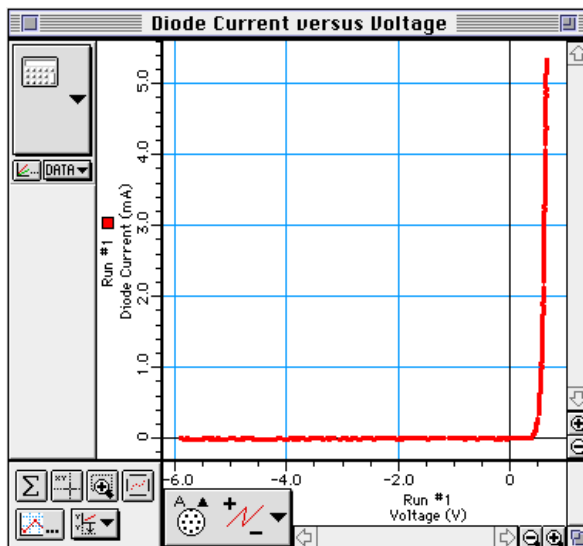 Diode Current versus Voltage
DATA
Run #1
Diode Current (mA)
5.0
4.0
3.0
2.0
1.0
0
-6.0
-4.0
-2.0
0
Run #1
Voltage (V)
Σ
XY
A